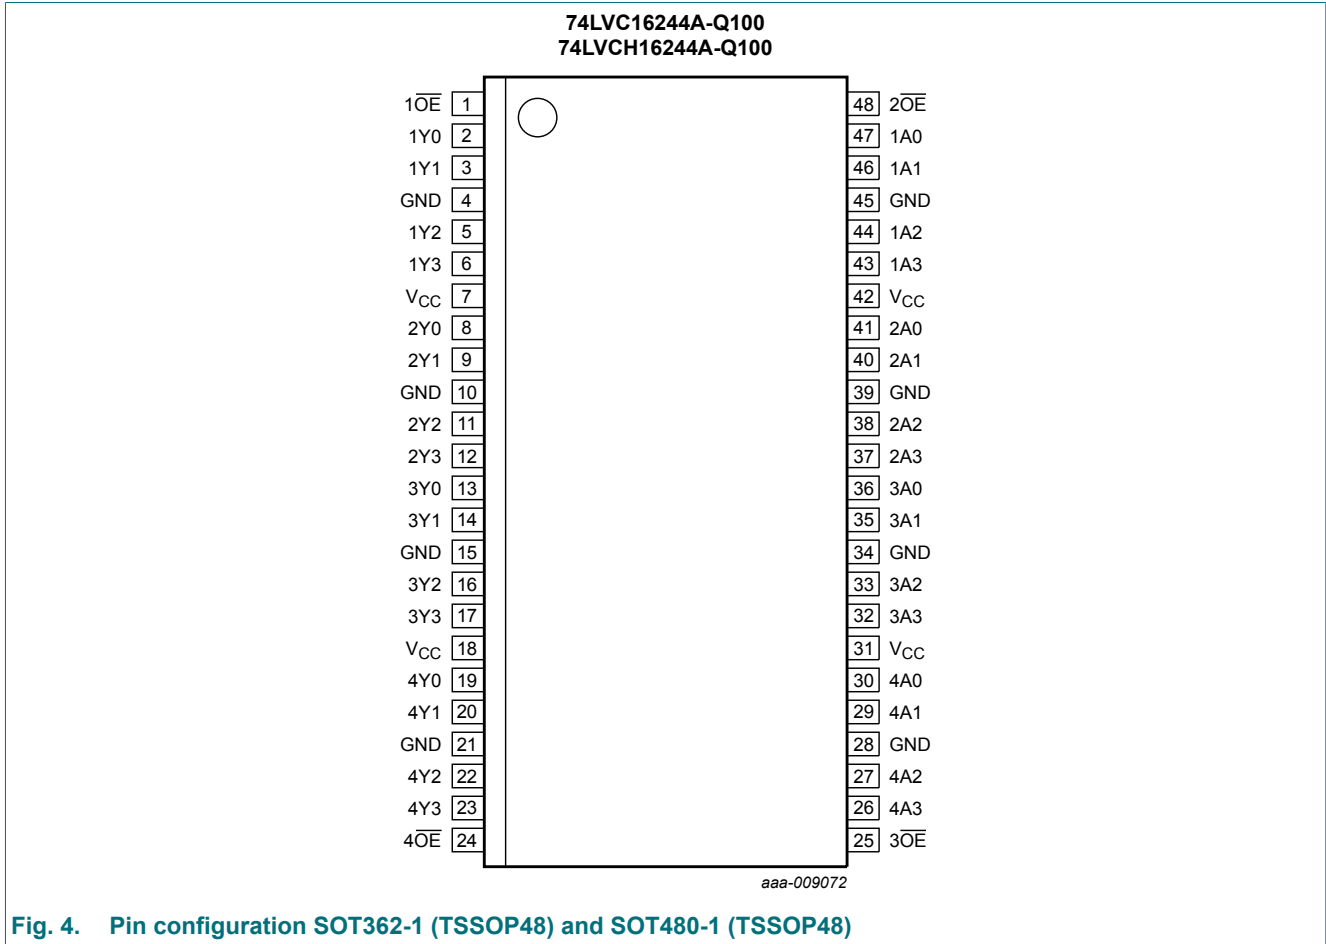 74LVC16244A-Q100
74LVCH16244A-Q100
1O̅E̅ 1 48 2O̅E̅
1Y0 2 47 1A0
1Y1 3 46 1A1
GND 4 45 GND
1Y2 5 44 1A2
1Y3 6 43 1A3
VCC 7 42 VCC
2Y0 8 41 2A0
2Y1 9 40 2A1
GND 10 39 GND
2Y2 11 38 2A2
2Y3 12 37 2A3
3Y0 13 36 3A0
3Y1 14 35 3A1
GND 15 34 GND
3Y2 16 33 3A2
3Y3 17 32 3A3
VCC 18 31 VCC
4Y0 19 30 4A0
4Y1 20 29 4A1
GND 21 28 GND
4Y2 22 27 4A2
4Y3 23 26 4A3
4O̅E̅ 24 25 3O̅E̅
aaa-009072
Fig. 4. Pin configuration SOT362-1 (TSSOP48) and SOT480-1 (TSSOP48)